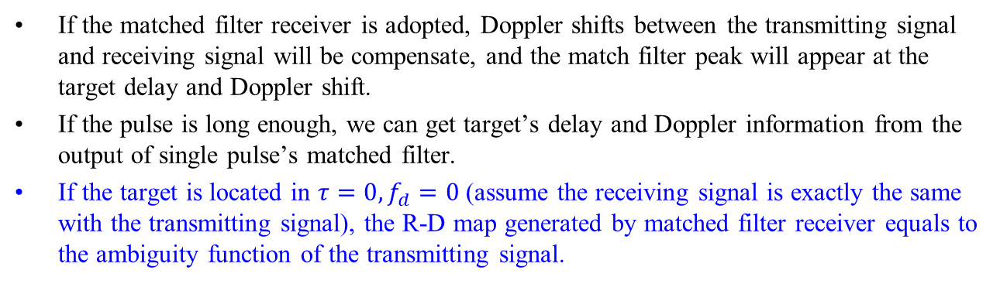 • If the matched filter receiver is adopted, Doppler shifts between the transmitting signal
and receiving signal will be compensate, and the match filter peak will appear at the
target delay and Doppler shift.
• If the pulse is long enough, we can get target’s delay and Doppler information from the
output of single pulse’s matched filter.
• If the target is located in τ = 0, f_d = 0 (assume the receiving signal is exactly the same
with the transmitting signal), the R-D map generated by matched filter receiver equals to
the ambiguity function of the transmitting signal.